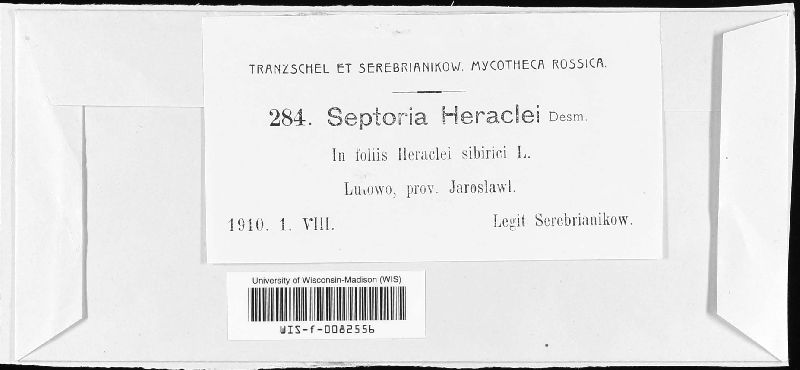 TRANZSCHEL ET SEREBRIANIKOW. MYCOTHECA ROSSICA.
284. Septoria Heraclei Desm.
In foliis Heraclei sibirici L.
Lutowo, prov. Jaroslawl.
1910. 1. VIII. Legit Serebrianikow.
University of Wisconsin-Madison (WIS)
WIS-f-0082556